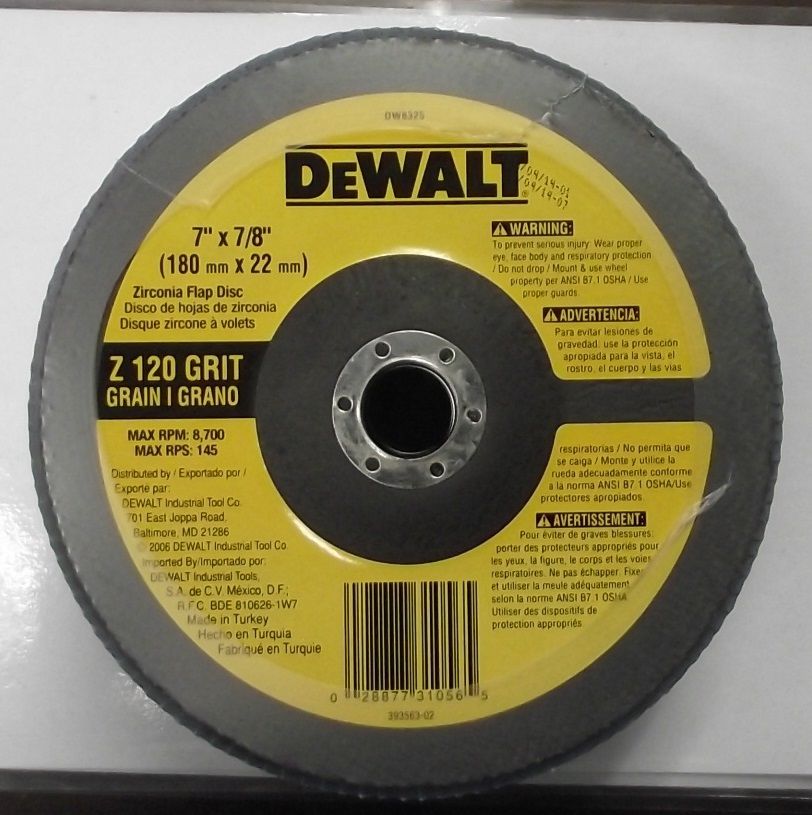 DW8325
DEWALT®
/04/14-01
/04/14-07
7" x 7/8"
(180 mm x 22 mm)
Zirconia Flap Disc
Disco de hojas de zirconia
Disque zircone à volets
Z 120 GRIT
GRAIN I GRANO
MAX RPM: 8,700
MAX RPS: 145
Distributed by / Exportado por /
Exporte par:
DEWALT Industrial Tool Co.
701 East Joppa Road,
Baltimore, MD 21286
© 2006 DEWALT Industrial Tool Co.
Imported By/Importado por:
DEWALT Industrial Tools,
S.A. de C.V. México, D.F.;
R.F.C. BDE 810626-1W7
Made in Turkey
Hecho en Turquia
Fabriqué en Turquie
WARNING:
To prevent serious injury: Wear proper
eye, face body and respiratory protection
/ Do not drop / Mount & use wheel
property per ANSI B7.1 OSHA / Use
proper guards.
ADVERTENCIA:
Para evitar lesiones de
gravedad: use la protección
apropiada para la vista, el
rostro, el cuerpo y las vias
respiratorias / No permita que
se caiga / Monte y utilice la
rueda adecuadamente conforme
a la norma ANSI B7.1 OSHA/Use
protectores apropiados.
AVERTISSEMENT:
Pour éviter de graves blessures:
porter des protecteurs appropriés pour
les yeux, la figure, le corps et les voies
respiratoires. Ne pas échapper. Fixer
et utiliser la meule adéquatement
selon la norme ANSI B7.1 OSHA
Utiliser des dispositifs de
protection appropriés.
0 28877 31056 5
393563-02